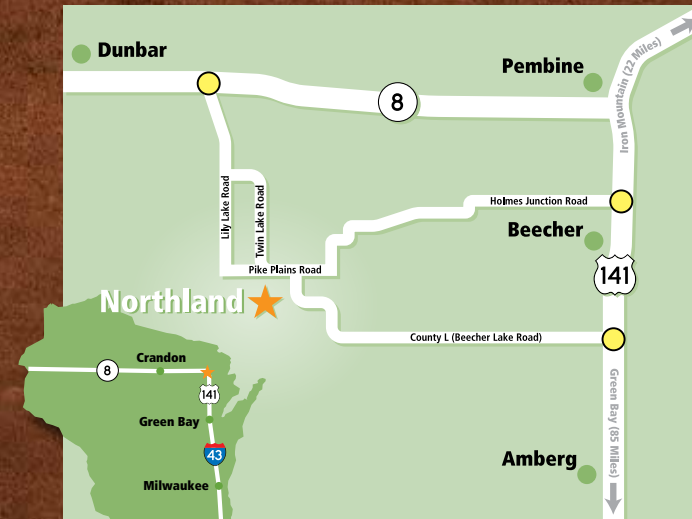 Dunbar
Pembine
8
Iron Mountain (22 Miles)
Lily Lake Road
Twin Lake Road
Holmes Junction Road
Beecher
141
Pike Plains Road
Northland
County L (Beecher Lake Road)
Green Bay (85 Miles)
Amberg
Crandon
8
141
Green Bay
43
Milwaukee